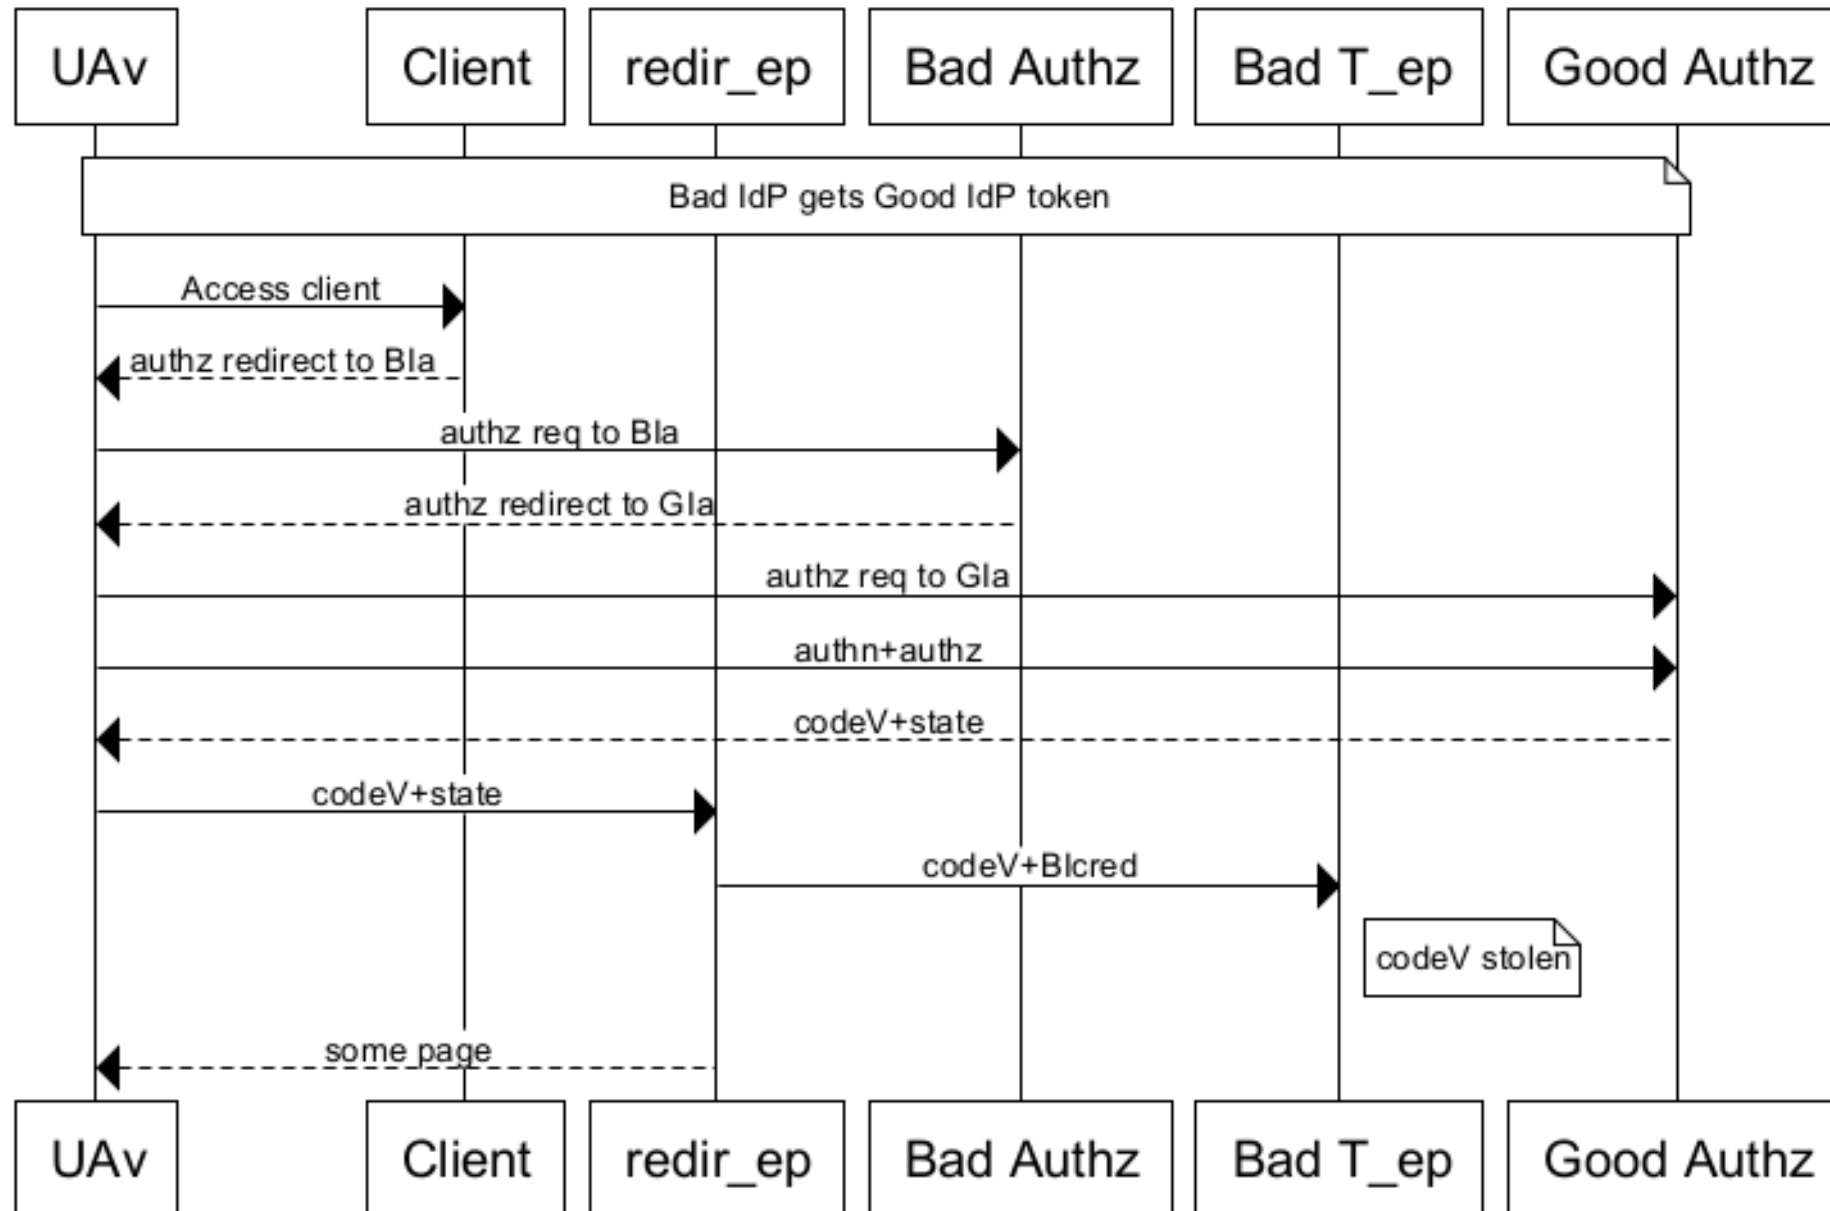 UAv Client redir_ep Bad Authz Bad T_ep Good Authz
Bad IdP gets Good IdP token
Access client
authz redirect to BIa
authz req to BIa
authz redirect to GIa
authz req to GIa
authn+authz
codeV+state
codeV+state
codeV+BIcred
codeV stolen
some page
UAv Client redir_ep Bad Authz Bad T_ep Good Authz